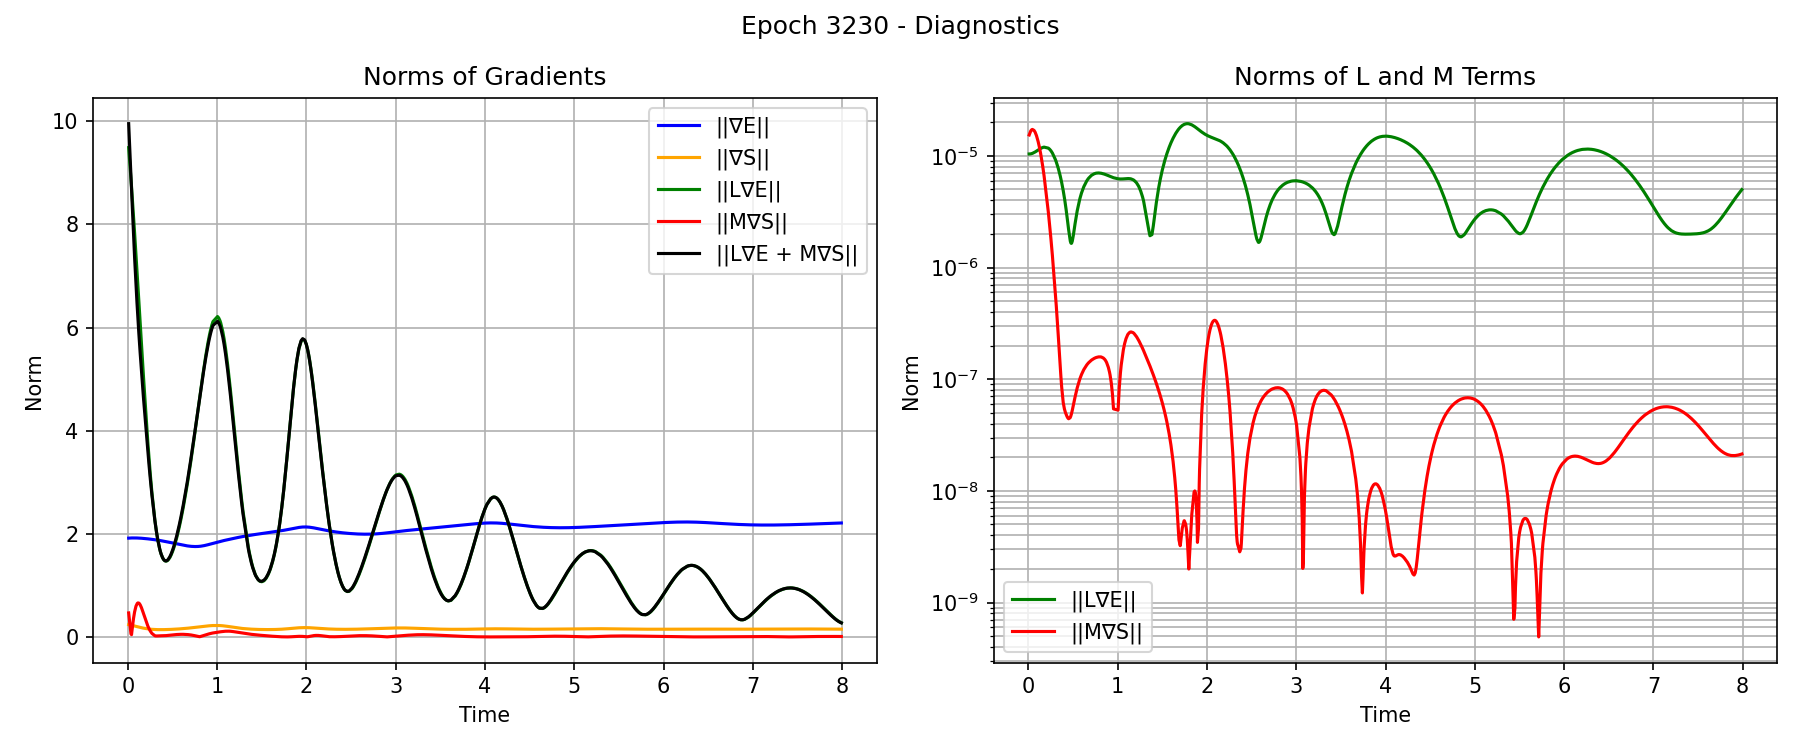 Epoch 3230 - Diagnostics
Norms of Gradients
10
8
6
4
2
0
Norm
0 1 2 3 4 5 6 7 8
Time
||∇E||
||∇S||
||L∇E||
||M∇S||
||L∇E + M∇S||
Norms of L and M Terms
10⁻⁵
10⁻⁶
10⁻⁷
10⁻⁸
10⁻⁹
Norm
0 1 2 3 4 5 6 7 8
Time
||L∇E||
||M∇S||